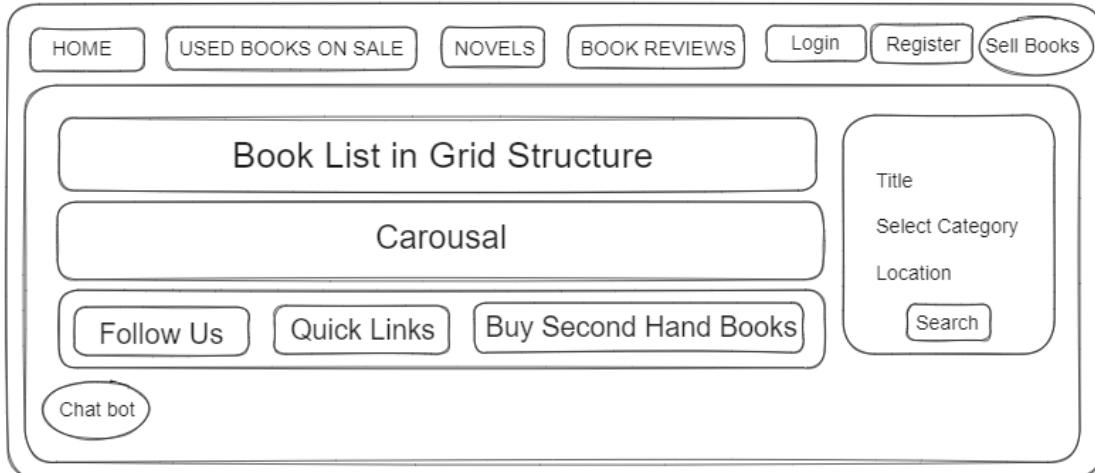 HOME
USED BOOKS ON SALE
NOVELS
BOOK REVIEWS
Login
Register
Sell Books
Book List in Grid Structure
Carousal
Follow Us
Quick Links
Buy Second Hand Books
Chat bot
Title
Select Category
Location
Search